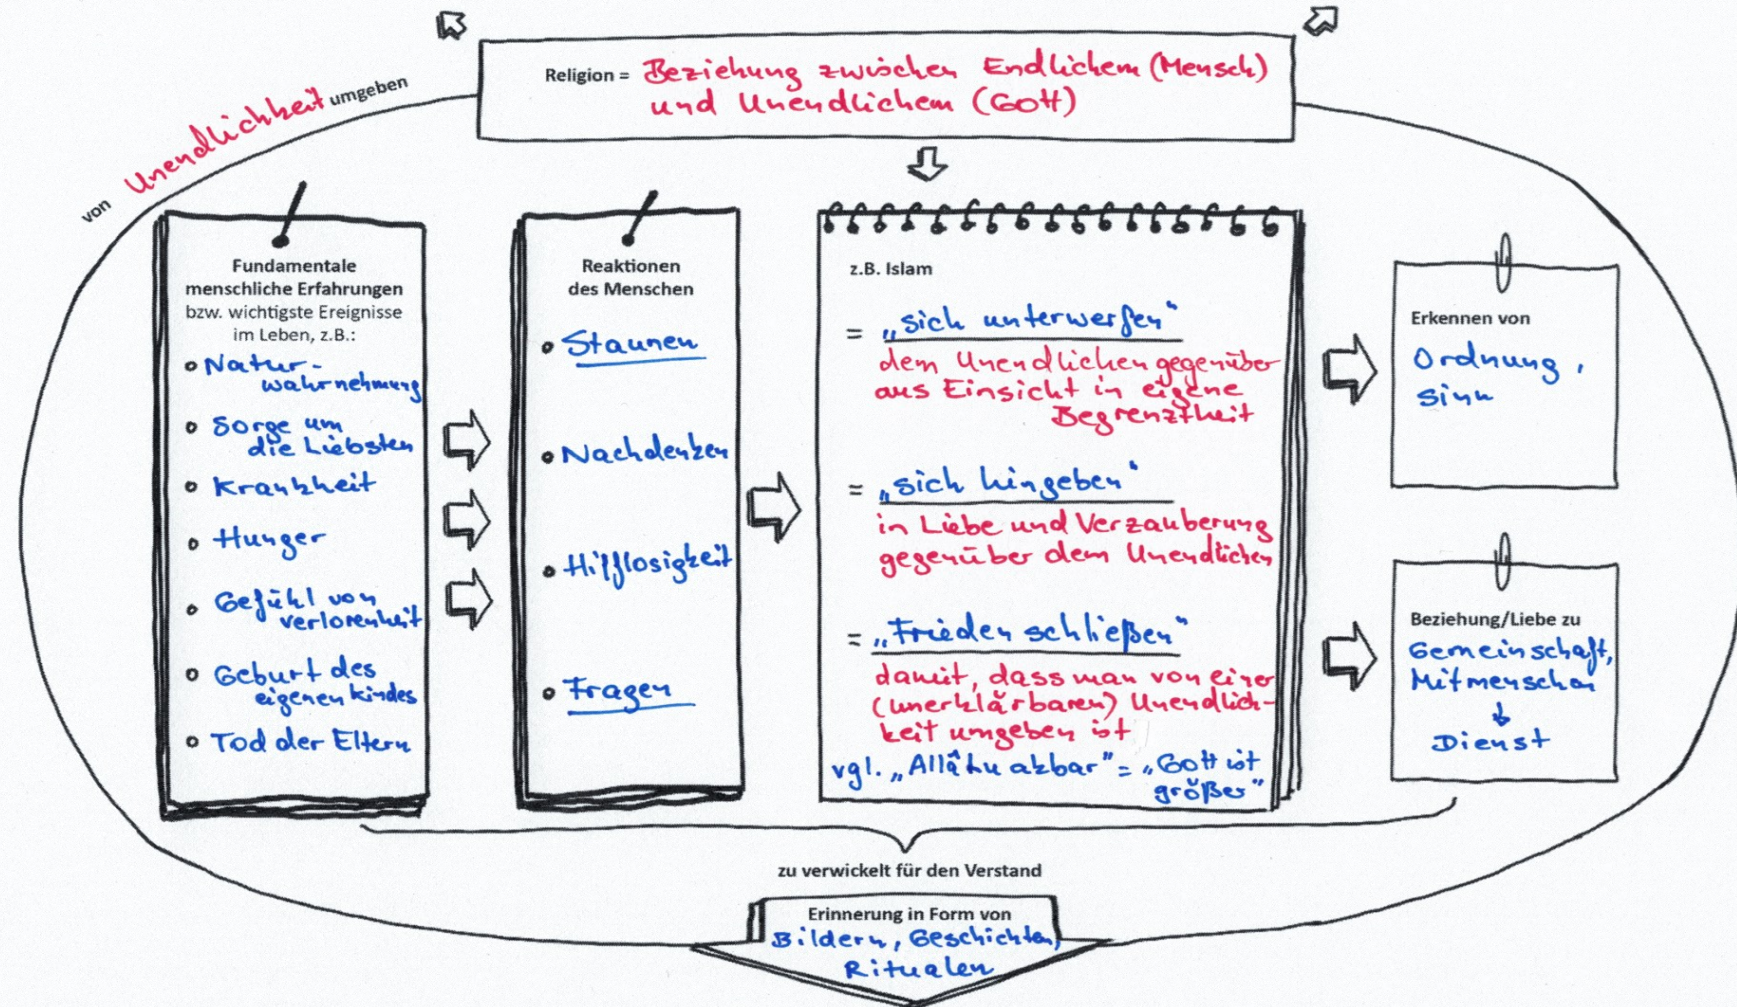 Religion = Beziehung zwischen Endlichem (Mensch)
und Unendlichem (Gott)
von Unendlichkeit umgeben
Fundamentale
menschliche Erfahrungen
bzw. wichtigste Ereignisse
im Leben, z.B.:
Natur-
wahrnehmung
Sorge um
die Liebsten
Krankheit
Hunger
Gefühl von
verlorenheit
Geburt des
eigenen Kindes
Tod der Eltern
Reaktionen
des Menschen
Staunen
Nachdenken
Hilflosigkeit
Fragen
z.B. Islam
= „sich unterwerfen"
dem Unendlichen gegenüber
aus Einsicht in eigene
Begrenztheit
= „sich hingeben"
in Liebe und Verzauberung
gegenüber dem Unendlichen
= „Frieden schließen"
damit, dass man von einer
(unerklärbaren) Unendlich-
keit umgeben ist
vgl. „Allâhu akbar" = „Gott ist
größer"
Erkennen von
Ordnung,
Sinn
Beziehung/Liebe zu
Gemeinschaft,
Mitmenschen
Dienst
zu verwickelt für den Verstand
Erinnerung in Form von
Bildern, Geschichten,
Ritualen